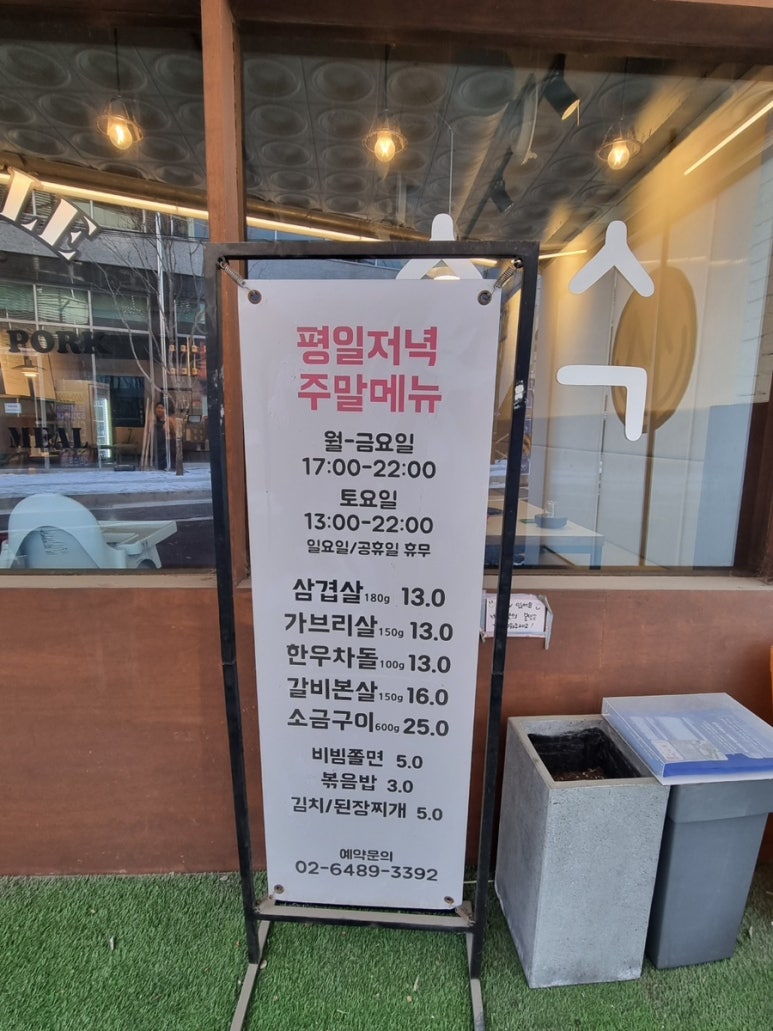 LE
PORK
MEAL
ㅅ
ㄱ
평일저녁
주말메뉴
월-금요일
17:00-22:00
토요일
13:00-22:00
일요일/공휴일 휴무
삼겹살 180g 13.0
가브리살 150g 13.0
한우차돌 100g 13.0
갈비본살 150g 16.0
소금구이 600g 25.0
비빔쫄면 5.0
볶음밥 3.0
김치/된장찌개 5.0
예약문의
02-6489-3392